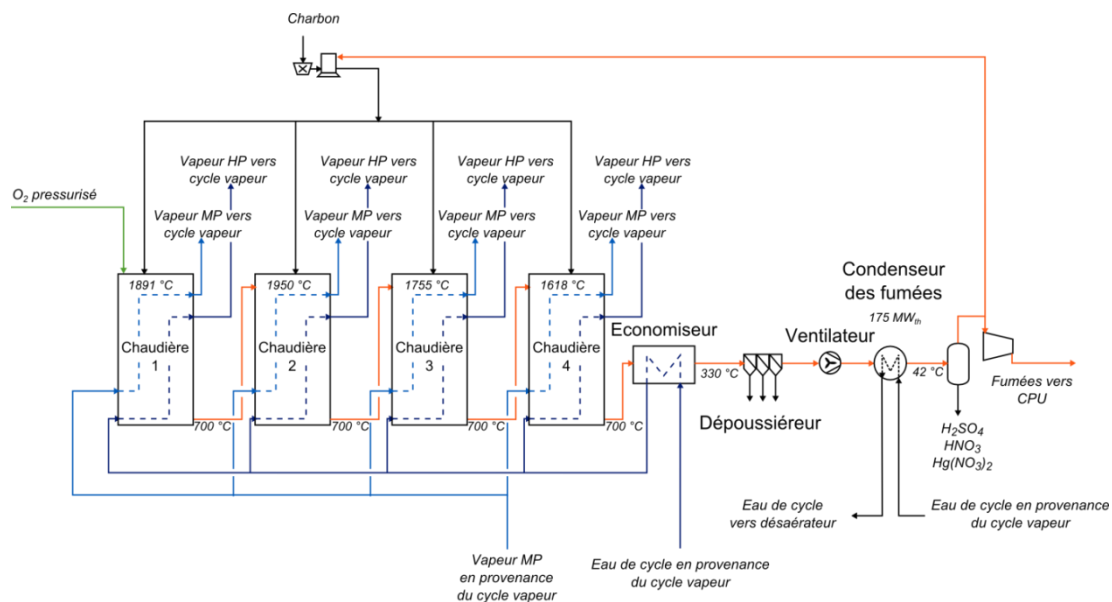 Charbon
O2 pressurisé
Vapeur HP vers
cycle vapeur
Vapeur MP vers
cycle vapeur
Vapeur HP vers
cycle vapeur
Vapeur MP vers
cycle vapeur
Vapeur HP vers
cycle vapeur
Vapeur MP vers
cycle vapeur
Vapeur HP vers
cycle vapeur
Vapeur MP vers
cycle vapeur
1891 °C
Chaudière
1
700 °C
1950 °C
Chaudière
2
700 °C
1755 °C
Chaudière
3
700 °C
1618 °C
Chaudière
4
700 °C
Economiseur
330 °C
Dépoussiéreur
Ventilateur
Condenseur
des fumées
175 MWth
42 °C
Fumées vers
CPU
H2SO4
HNO3
Hg(NO3)2
Eau de cycle
vers désaérateur
Eau de cycle en provenance
du cycle vapeur
Vapeur MP
en provenance
du cycle vapeur
Eau de cycle en provenance
du cycle vapeur